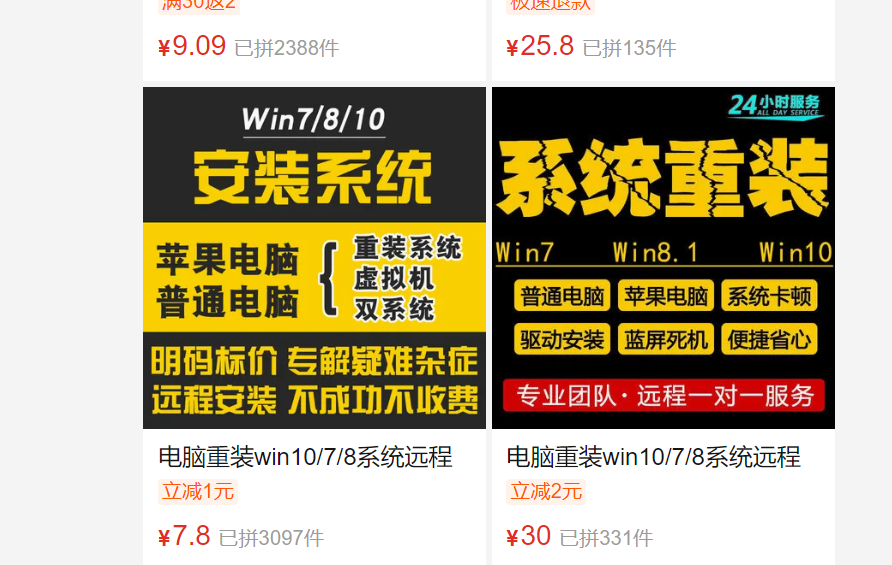 满30返2
¥9.09 已拼2388件
极速退款
¥25.8 已拼135件
Win7/8/10
安装系统
苹果电脑
普通电脑
重装系统
虚拟机
双系统
明码标价 专解疑难杂症
远程安装 不成功不收费
电脑重装win10/7/8系统远程
立减1元
¥7.8 已拼3097件
24小时服务
ALL DAY SERVICE
系统重装
Win7 Win8.1 Win10
普通电脑 苹果电脑 系统卡顿
驱动安装 蓝屏死机 便捷省心
专业团队·远程一对一服务
电脑重装win10/7/8系统远程
立减2元
¥30 已拼331件